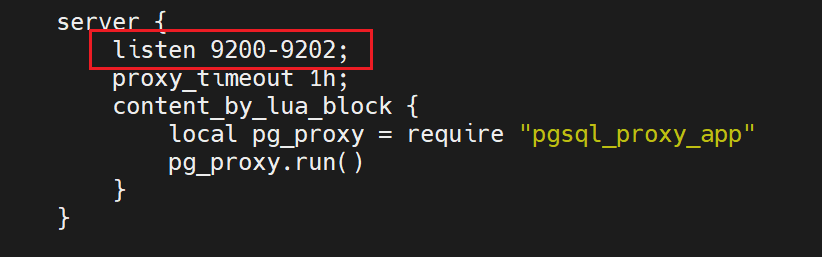 server {
    listen 9200-9202;
    proxy_timeout 1h;
    content_by_lua_block {
        local pg_proxy = require "pgsql_proxy_app"
        pg_proxy.run()
    }
}